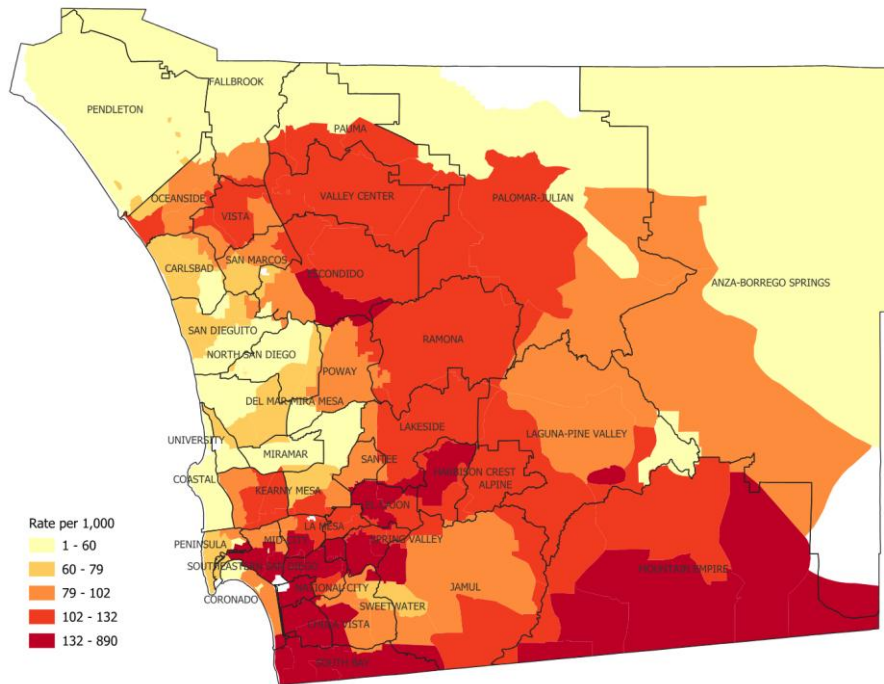 FALLBROOK
PENDLETON
PAUMA
VALLEY CENTER
PALOMAR-JULIAN
OCEANSIDE
VISTA
CARLSBAD
SAN MARCOS
ESCONDIDO
ANZA-BORREGO SPRINGS
SAN DIEGUITO
NORTH SAN DIEGO
RAMONA
POWAY
DEL MAR-MIRA MESA
LAKESIDE
LAGUNA-PINE VALLEY
UNIVERSITY
MIRAMAR
SANTEE
HARBISON CREST
ALPINE
COASTAL
KEARNY MESA
EL CAJON
LA MESA
PENINSULA
MID-CITY
SPRING VALLEY
SOUTHEASTERN SAN DIEGO
MOUNTAIN EMPIRE
NATIONAL CITY
JAMUL
CORONADO
SWEETWATER
CHULA VISTA
SOUTH BAY
Rate per 1,000
1 - 60
60 - 79
79 - 102
102 - 132
132 - 890